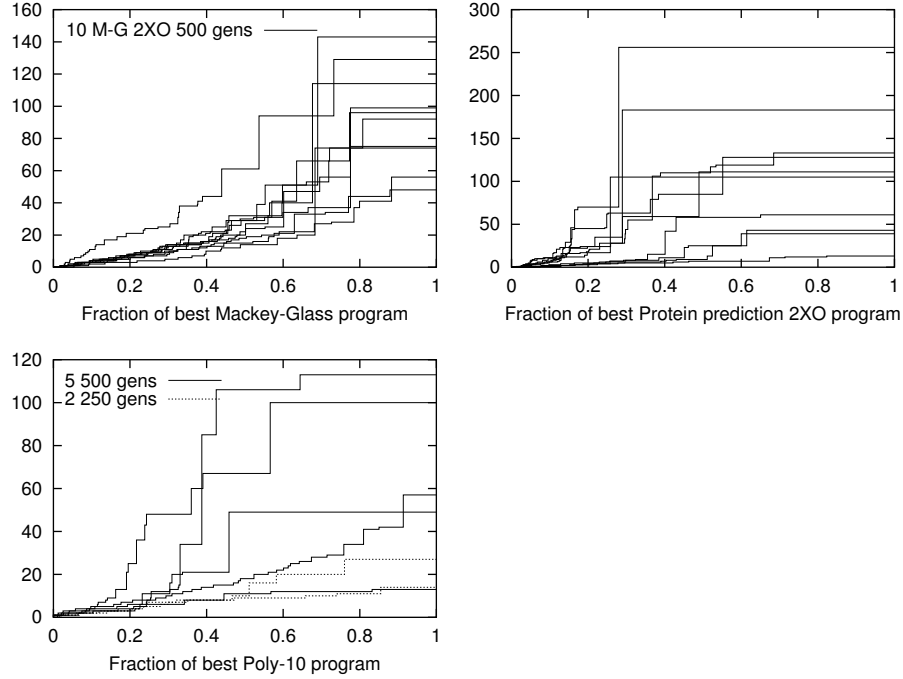 160
140
120
100
80
60
40
20
0
10 M-G 2XO 500 gens
0 0.2 0.4 0.6 0.8 1
Fraction of best Mackey-Glass program
300
250
200
150
100
50
0
0 0.2 0.4 0.6 0.8 1
Fraction of best Protein prediction 2XO program
120
100
80
60
40
20
0
5 500 gens
2 250 gens
0 0.2 0.4 0.6 0.8 1
Fraction of best Poly-10 program